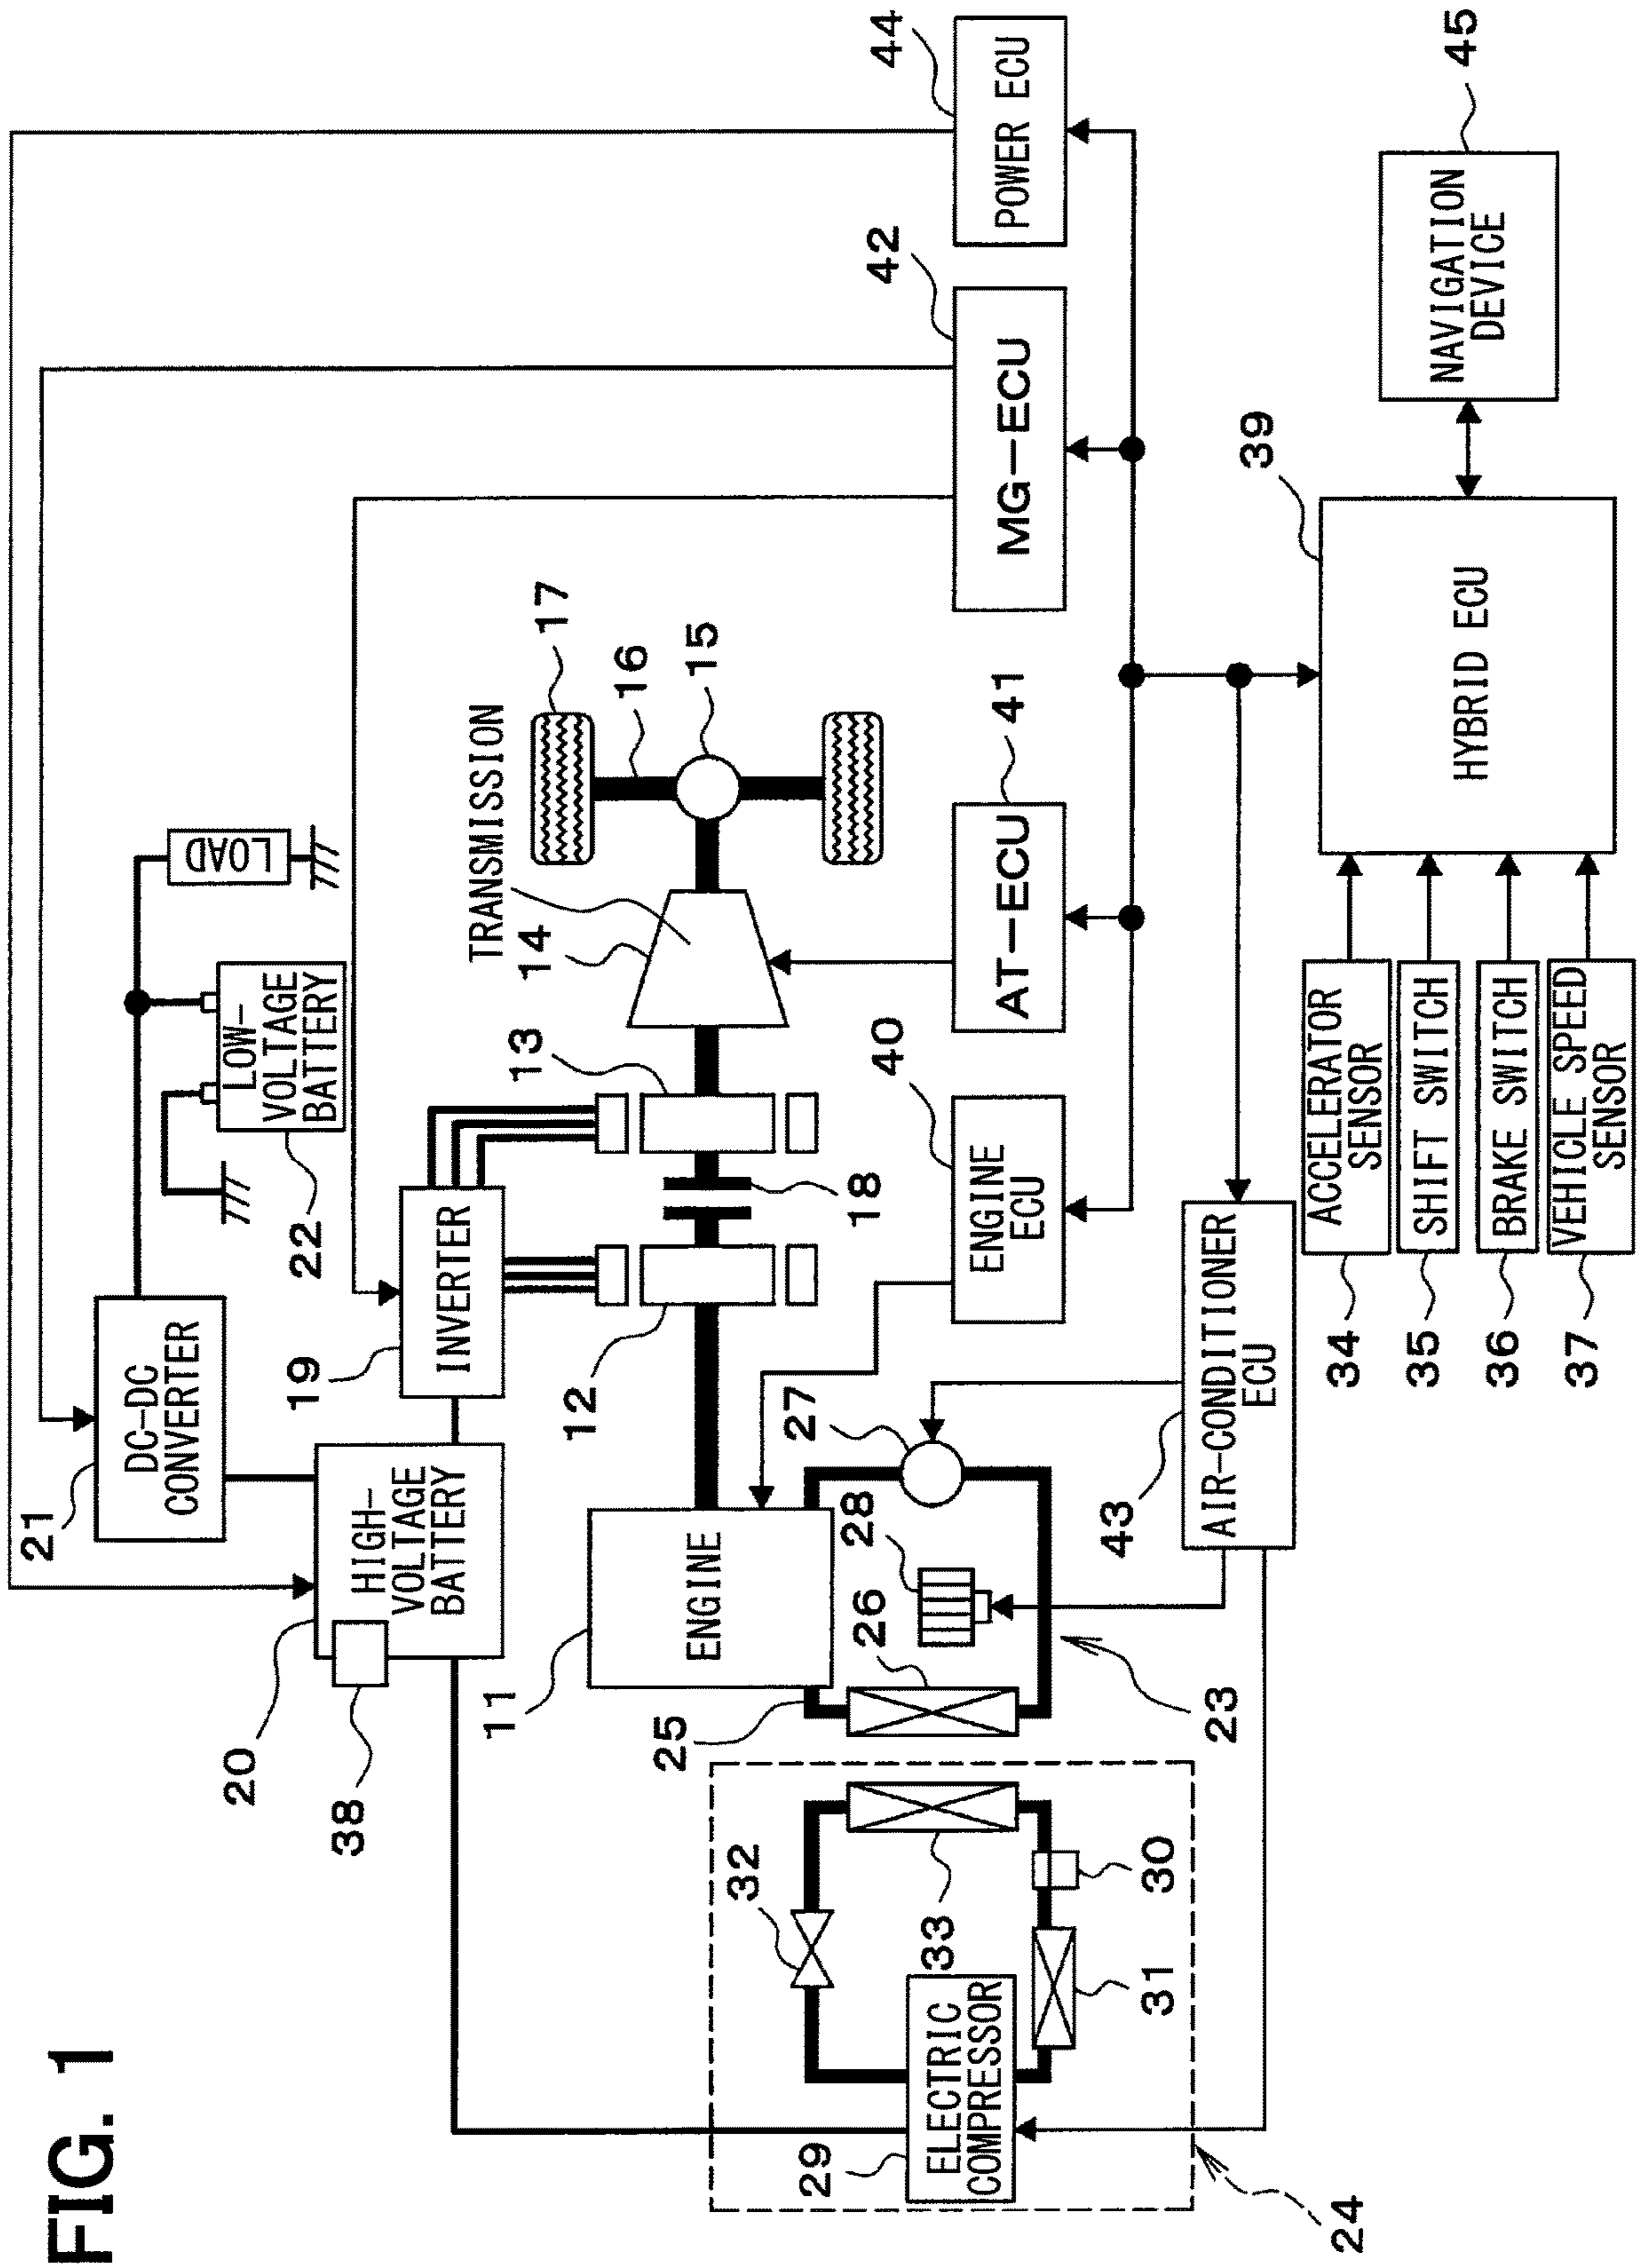 FIG. 1
21
DC-DC
CONVERTER
LOAD
LOW-
VOLTAGE
BATTERY
22
20
38
HIGH-
VOLTAGE
BATTERY
19
INVERTER
TRANSMISSION
11
ENGINE
12
13
14
16
17
15
18
25
26
27
28
23
32
33
29
ELECTRIC
COMPRESSOR
30
31
24
40
ENGINE
ECU
41
AT-ECU
42
MG-ECU
44
POWER ECU
43
AIR-CONDITIONER
ECU
39
HYBRID ECU
45
NAVIGATION
DEVICE
34
ACCELERATOR
SENSOR
35
SHIFT SWITCH
36
BRAKE SWITCH
37
VEHICLE SPEED
SENSOR